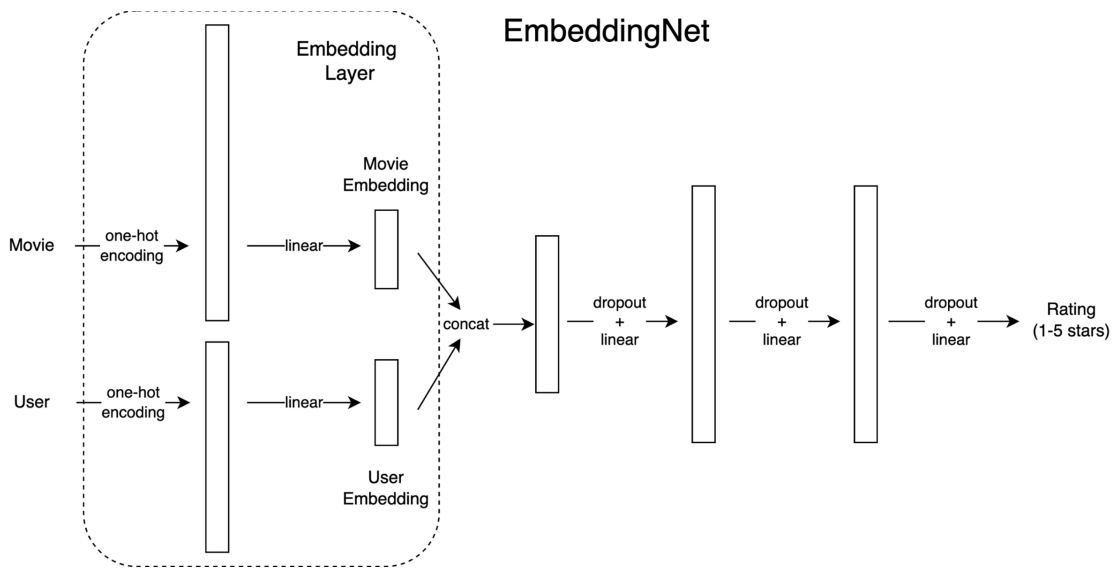 EmbeddingNet
Embedding
Layer
Movie
Embedding
Movie
one-hot
encoding
linear
concat
dropout
+
linear
dropout
+
linear
dropout
+
linear
Rating
(1-5 stars)
User
one-hot
encoding
linear
User
Embedding